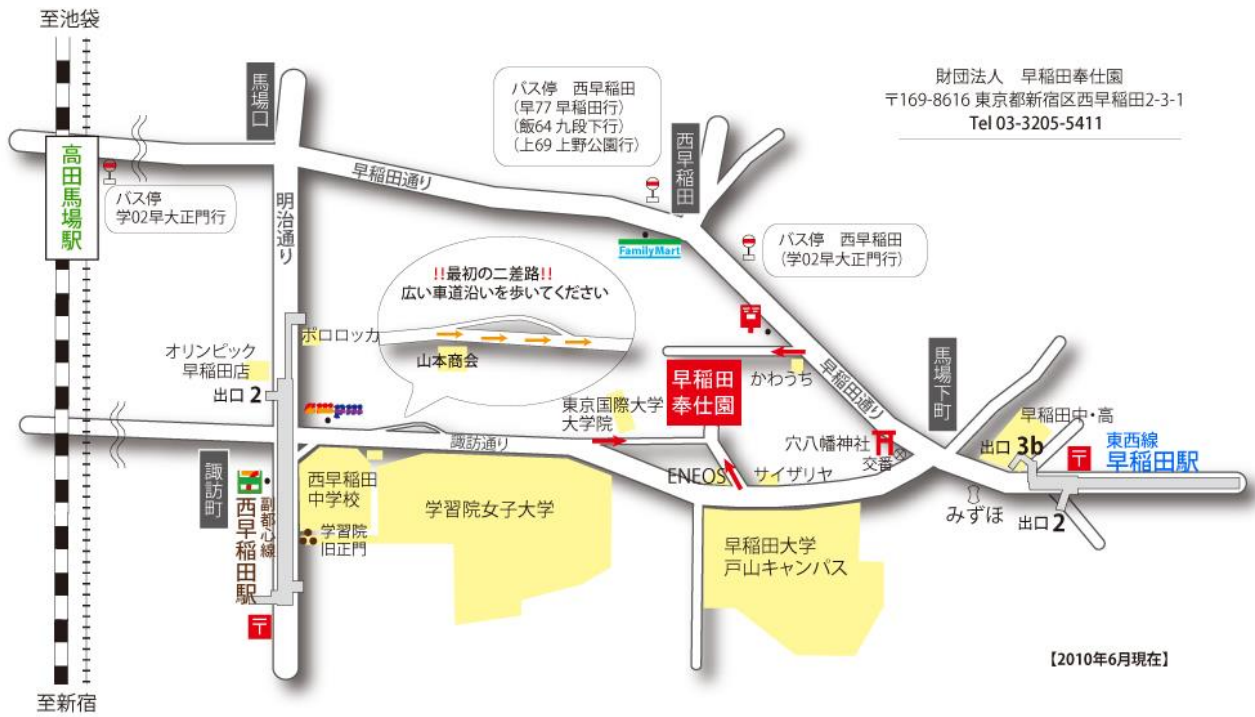 至池袋
馬場口
バス停 西早稲田
(早77 早稲田行)
(飯64 九段下行)
(上69 上野公園行)
西早稲田
財団法人 早稲田奉仕園
〒169-8616 東京都新宿区西早稲田2-3-1
Tel 03-3205-5411
高田馬場駅
バス停
学02早大正門行
早稲田通り
明治通り
FamilyMart
バス停 西早稲田
(学02早大正門行)
!!最初の二差路!!
広い車道沿いを歩いてください
山本商会
ポロロッカ
オリンピック
早稲田店
出口 2
早稲田
奉仕園
かわうち
早稲田通り
馬場下町
東京国際大学
大学院
諏訪通り
穴八幡神社
交番
早稲田中・高
出口 3b
〒
東西線
早稲田駅
ENEOS
サイザリヤ
みずほ
出口 2
諏訪町
副都心線
西早稲田駅
西早稲田
中学校
学習院
旧正門
学習院女子大学
早稲田大学
戸山キャンパス
〒
【2010年6月現在】
至新宿